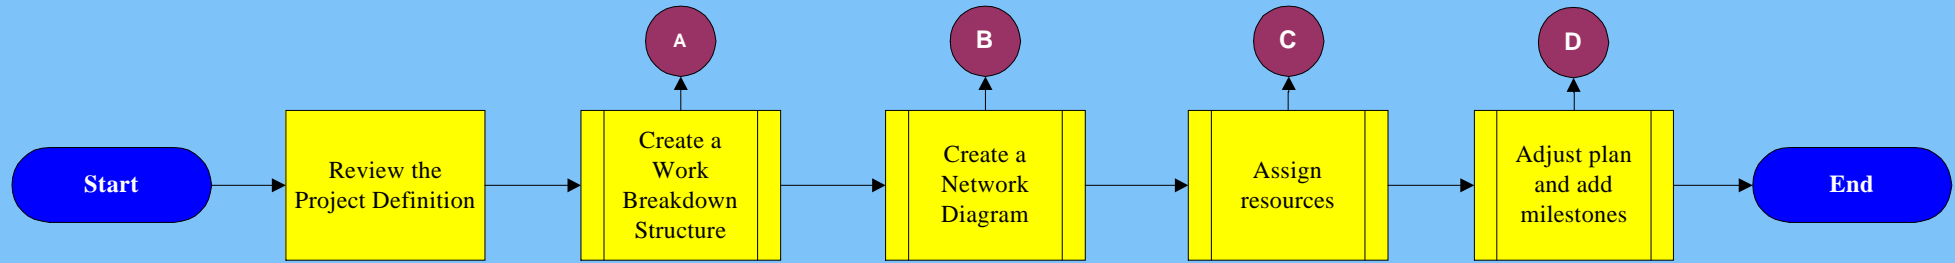 A
B
C
D
Start
Review the
Project Definition
Create a
Work
Breakdown
Structure
Create a
Network
Diagram
Assign
resources
Adjust plan
and add
milestones
End